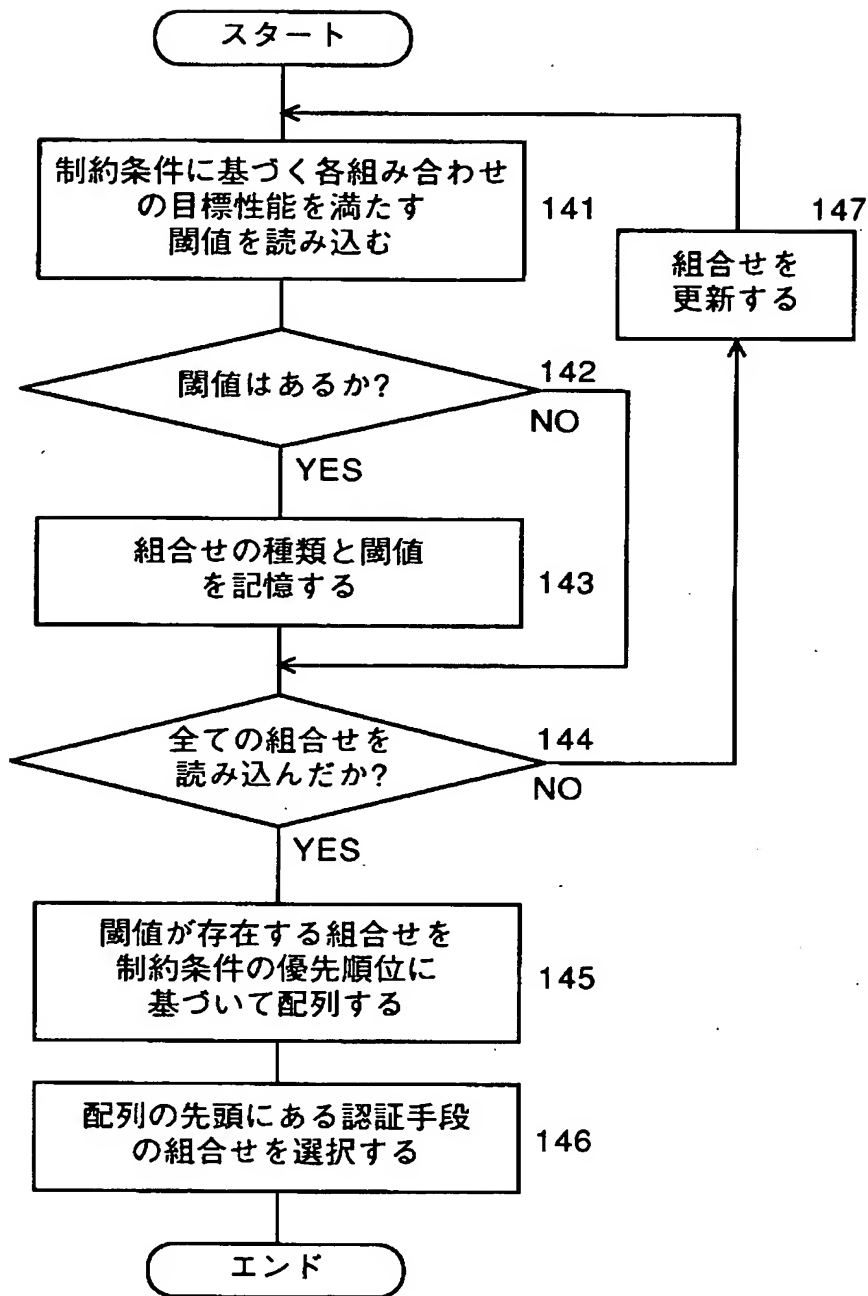 スタート
制約条件に基づく各組み合わせ
の目標性能を満たす
閾値を読み込む
141
147
組合せを
更新する
閾値はあるか?
142
NO
YES
組合せの種類と閾値
を記憶する
143
全ての組合せを
読み込んだか?
144
NO
YES
閾値が存在する組合せを
制約条件の優先順位に
基づいて配列する
145
配列の先頭にある認証手段
の組合せを選択する
146
エンド